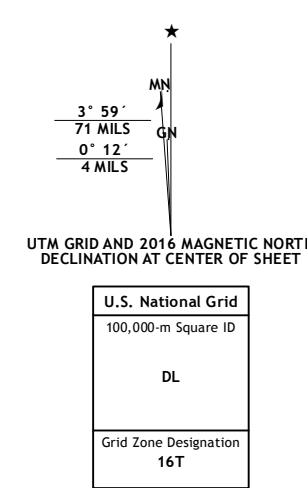 ★
MN
3° 59´
71 MILS
GN
0° 12´
4 MILS
UTM GRID AND 2016 MAGNETIC NORTH
DECLINATION AT CENTER OF SHEET
U.S. National Grid
100,000-m Square ID
DL
Grid Zone Designation
16T